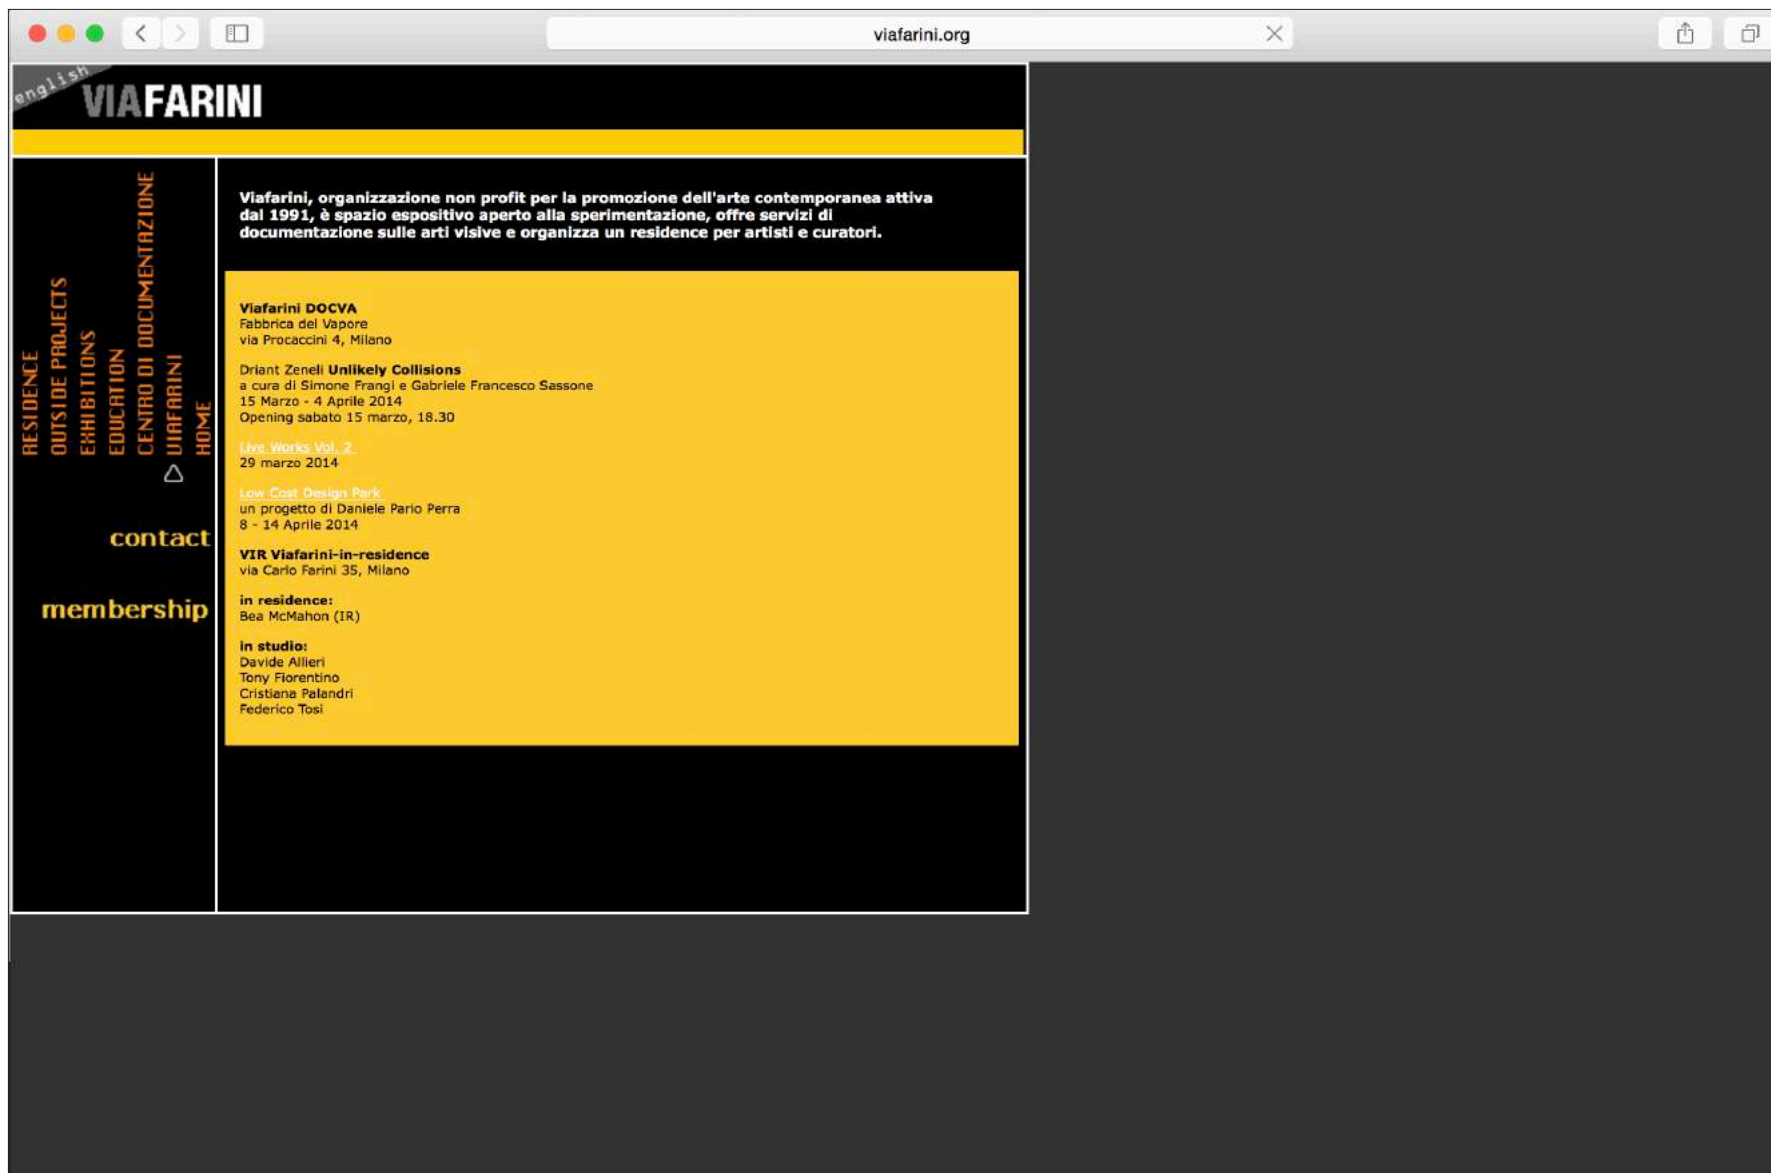 viafarini.org
english
VIAFARINI
RESIDENCE
OUTSIDE PROJECTS
EXHIBITIONS
EDUCATION
CENTRO DI DOCUMENTAZIONE
VIAFARINI
HOME
contact
membership
Viafarini, organizzazione non profit per la promozione dell'arte contemporanea attiva
dal 1991, è spazio espositivo aperto alla sperimentazione, offre servizi di
documentazione sulle arti visive e organizza un residence per artisti e curatori.
Viafarini DOCVA
Fabbrica del Vapore
via Procaccini 4, Milano
Driant Zeneli Unlikely Collisions
a cura di Simone Frangi e Gabriele Francesco Sassone
15 Marzo - 4 Aprile 2014
Opening sabato 15 marzo, 18.30
Live Works Vol. 2
29 marzo 2014
Low Cost Design Park
un progetto di Daniele Pario Perra
8 - 14 Aprile 2014
VIR Viafarini-in-residence
via Carlo Farini 35, Milano
in residence:
Bea McMahon (IR)
in studio:
Davide Allieri
Tony Fiorentino
Cristiana Palandri
Federico Tosi